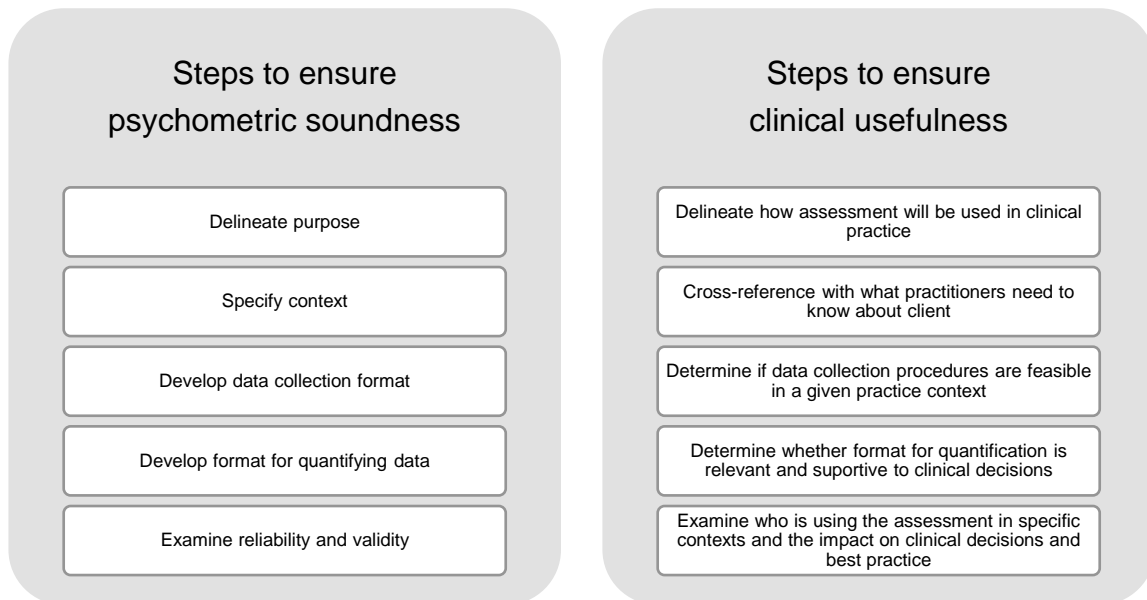 Steps to ensure
psychometric soundness
Delineate purpose
Specify context
Develop data collection format
Develop format for quantifying data
Examine reliability and validity
Steps to ensure
clinical usefulness
Delineate how assessment will be used in clinical
practice
Cross-reference with what practitioners need to
know about client
Determine if data collection procedures are feasible
in a given practice context
Determine whether format for quantification is
relevant and suportive to clinical decisions
Examine who is using the assessment in specific
contexts and the impact on clinical decisions and
best practice